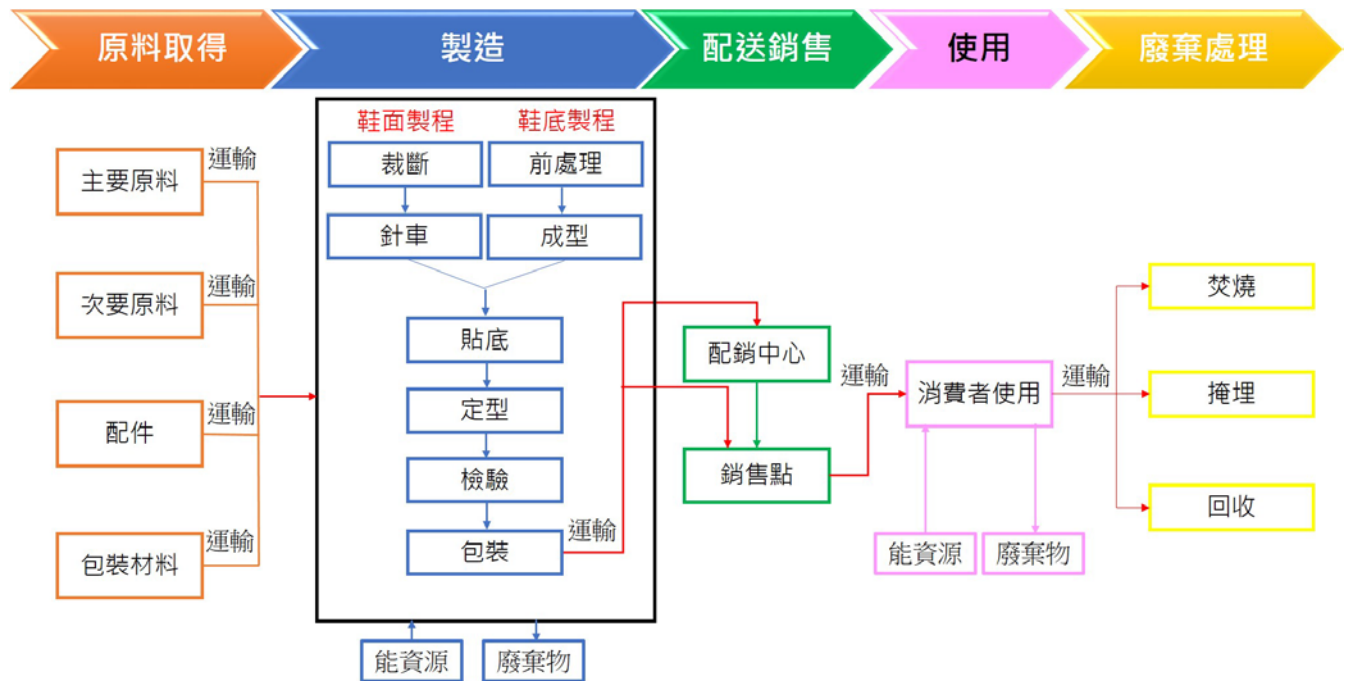 原料取得
製造
配送銷售
使用
廢棄處理
鞋面製程
鞋底製程
主要原料
運輸
次要原料
運輸
配件
運輸
包裝材料
運輸
裁斷
前處理
針車
成型
貼底
定型
檢驗
包裝
運輸
能資源
廢棄物
配銷中心
銷售點
運輸
消費者使用
運輸
能資源
廢棄物
焚燒
掩埋
回收